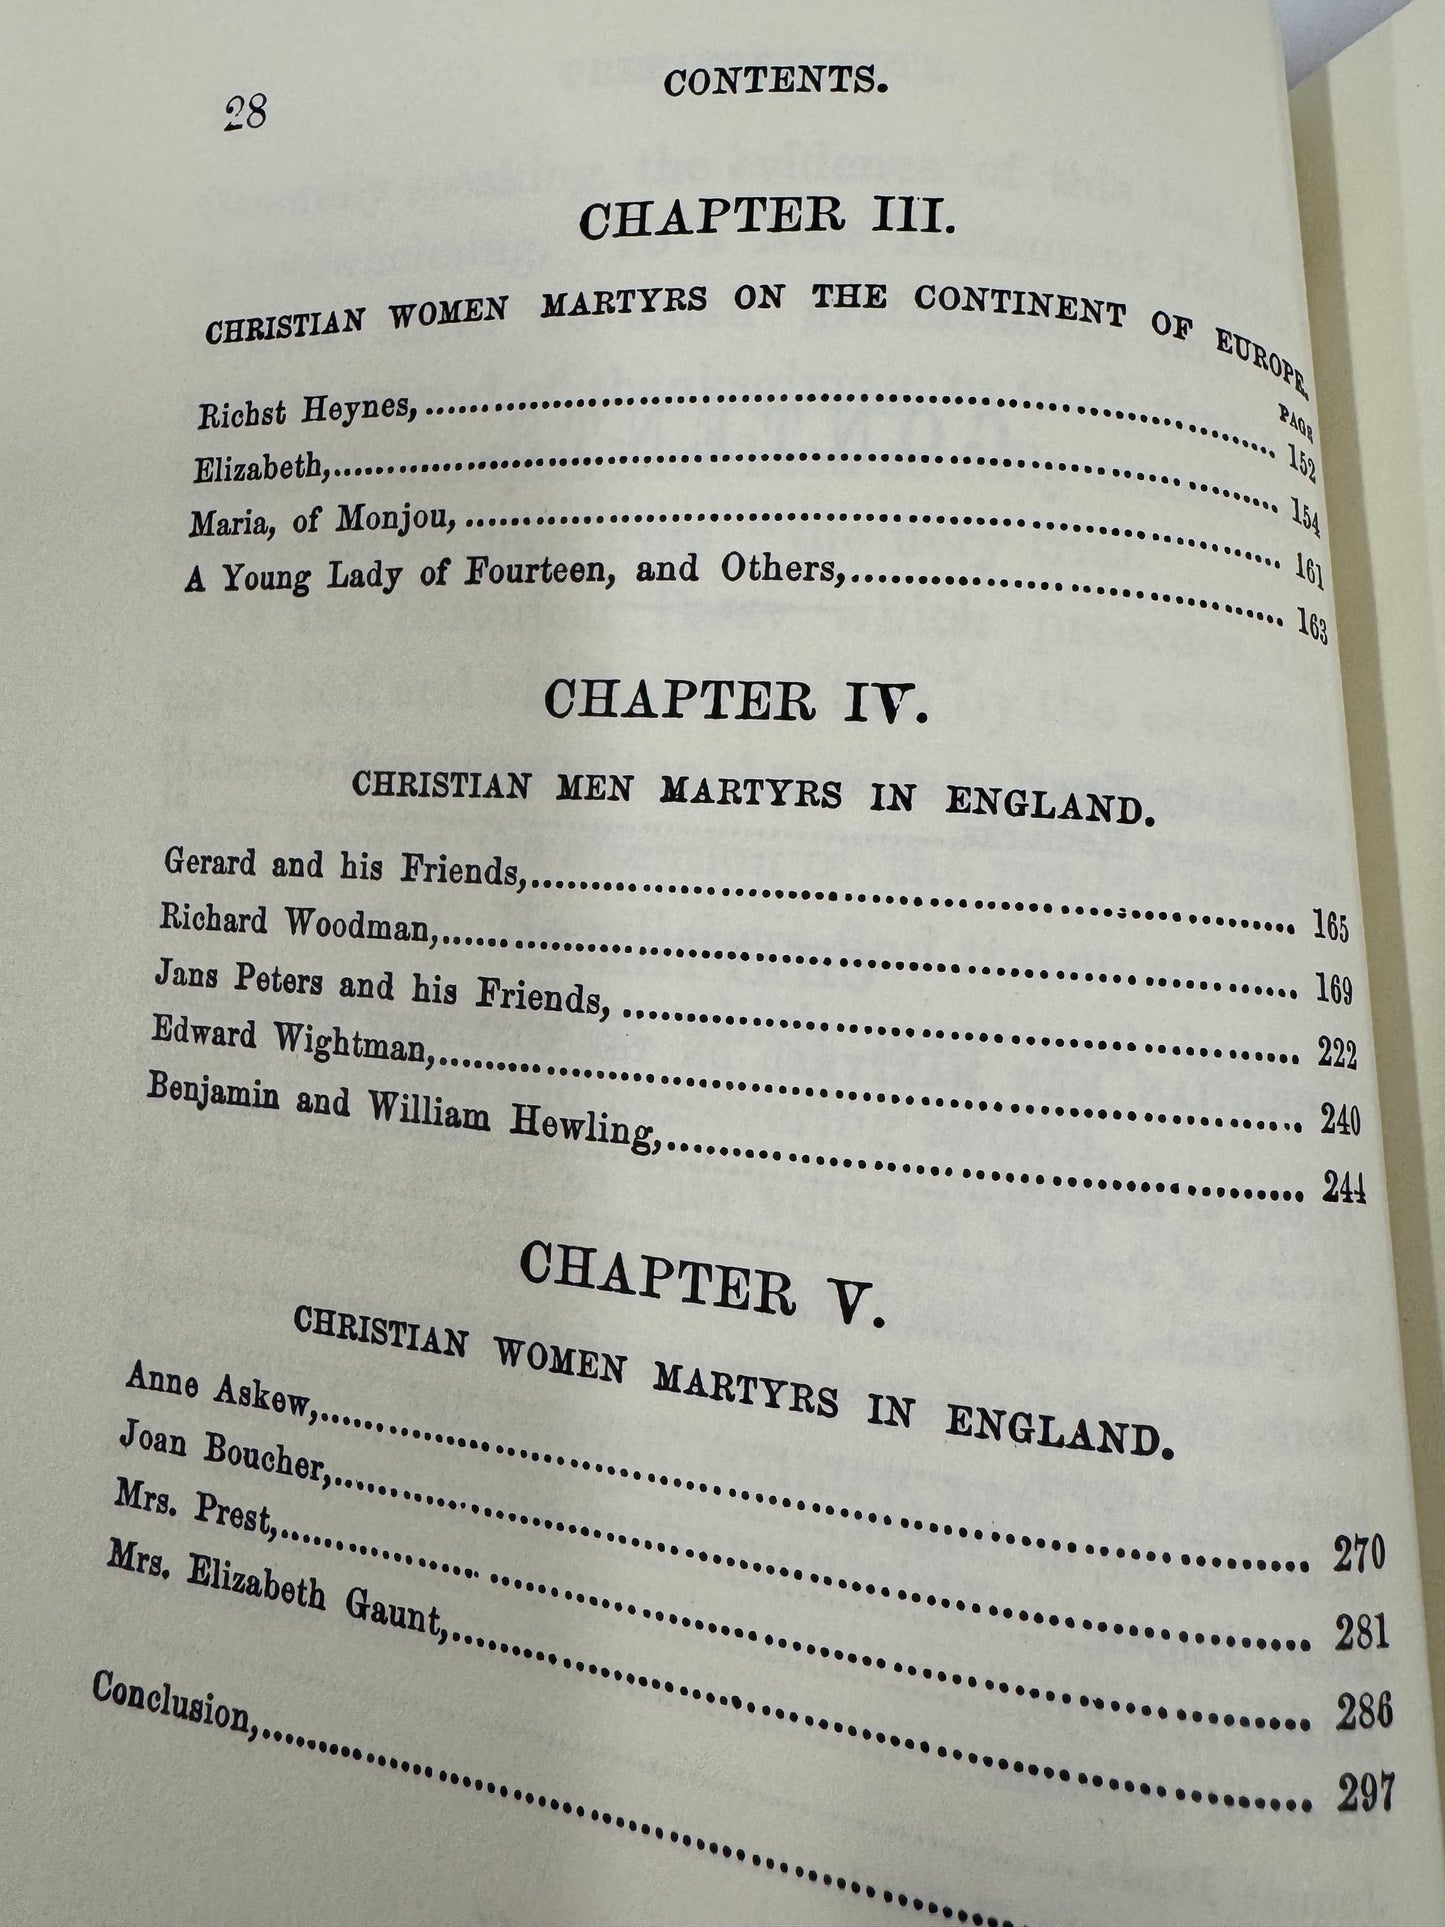 28
CONTENTS.
CHAPTER III.
CHRISTIAN WOMEN MARTYRS ON THE CONTINENT OF EUROPE.
PAGE
Richst Heynes, 152
Elizabeth, 154
Maria, of Monjou, 161
A Young Lady of Fourteen, and Others, 163
CHAPTER IV.
CHRISTIAN MEN MARTYRS IN ENGLAND.
Gerard and his Friends, 165
Richard Woodman, 169
Jans Peters and his Friends, 222
Edward Wightman, 240
Benjamin and William Hewling, 244
CHAPTER V.
CHRISTIAN WOMEN MARTYRS IN ENGLAND.
Anne Askew, 270
Joan Boucher, 281
Mrs. Prest, 286
Mrs. Elizabeth Gaunt, 297
Conclusion,